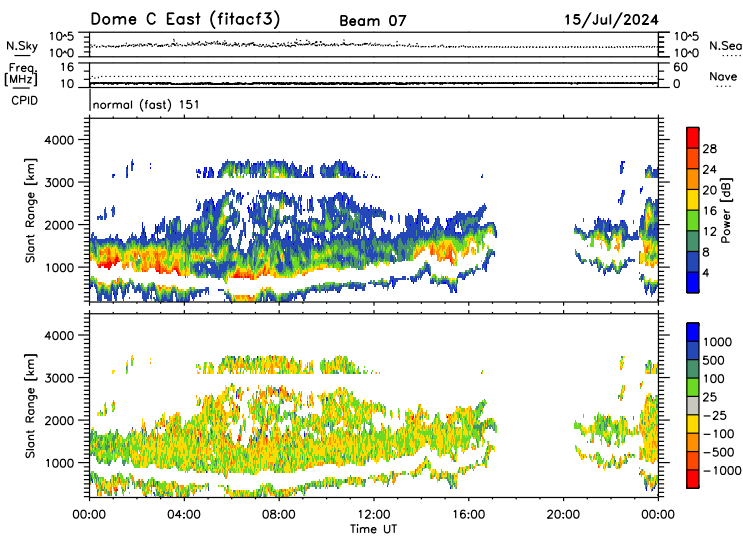 Dome C East (fitacf3) Beam 07 15/Jul/2024
N.Sky 10^5 10^0 10^5 10^0 N.Sea
Freq. [MHz] 16 10 60 0 Nave
CPID normal (fast) 151
4000
3000
2000
1000
Slant Range [km]
28
24
20
16
12
8
4
Power [dB]
4000
3000
2000
1000
Slant Range [km]
1000
500
100
25
-25
-100
-500
-1000
00:00 04:00 08:00 12:00 16:00 20:00 00:00
Time UT